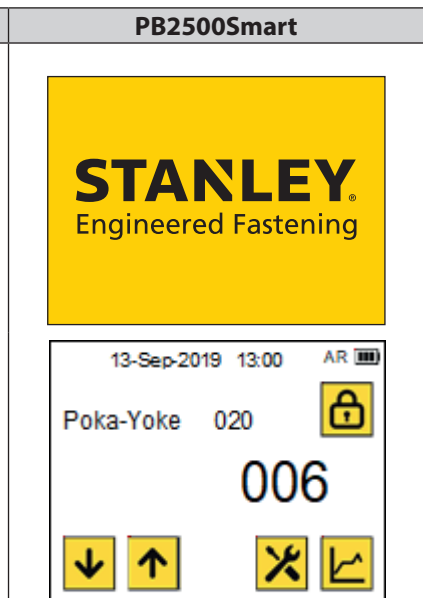 PB2500Smart
STANLEY®
Engineered Fastening
13-Sep-2019 13:00 AR
Poka-Yoke 020
006